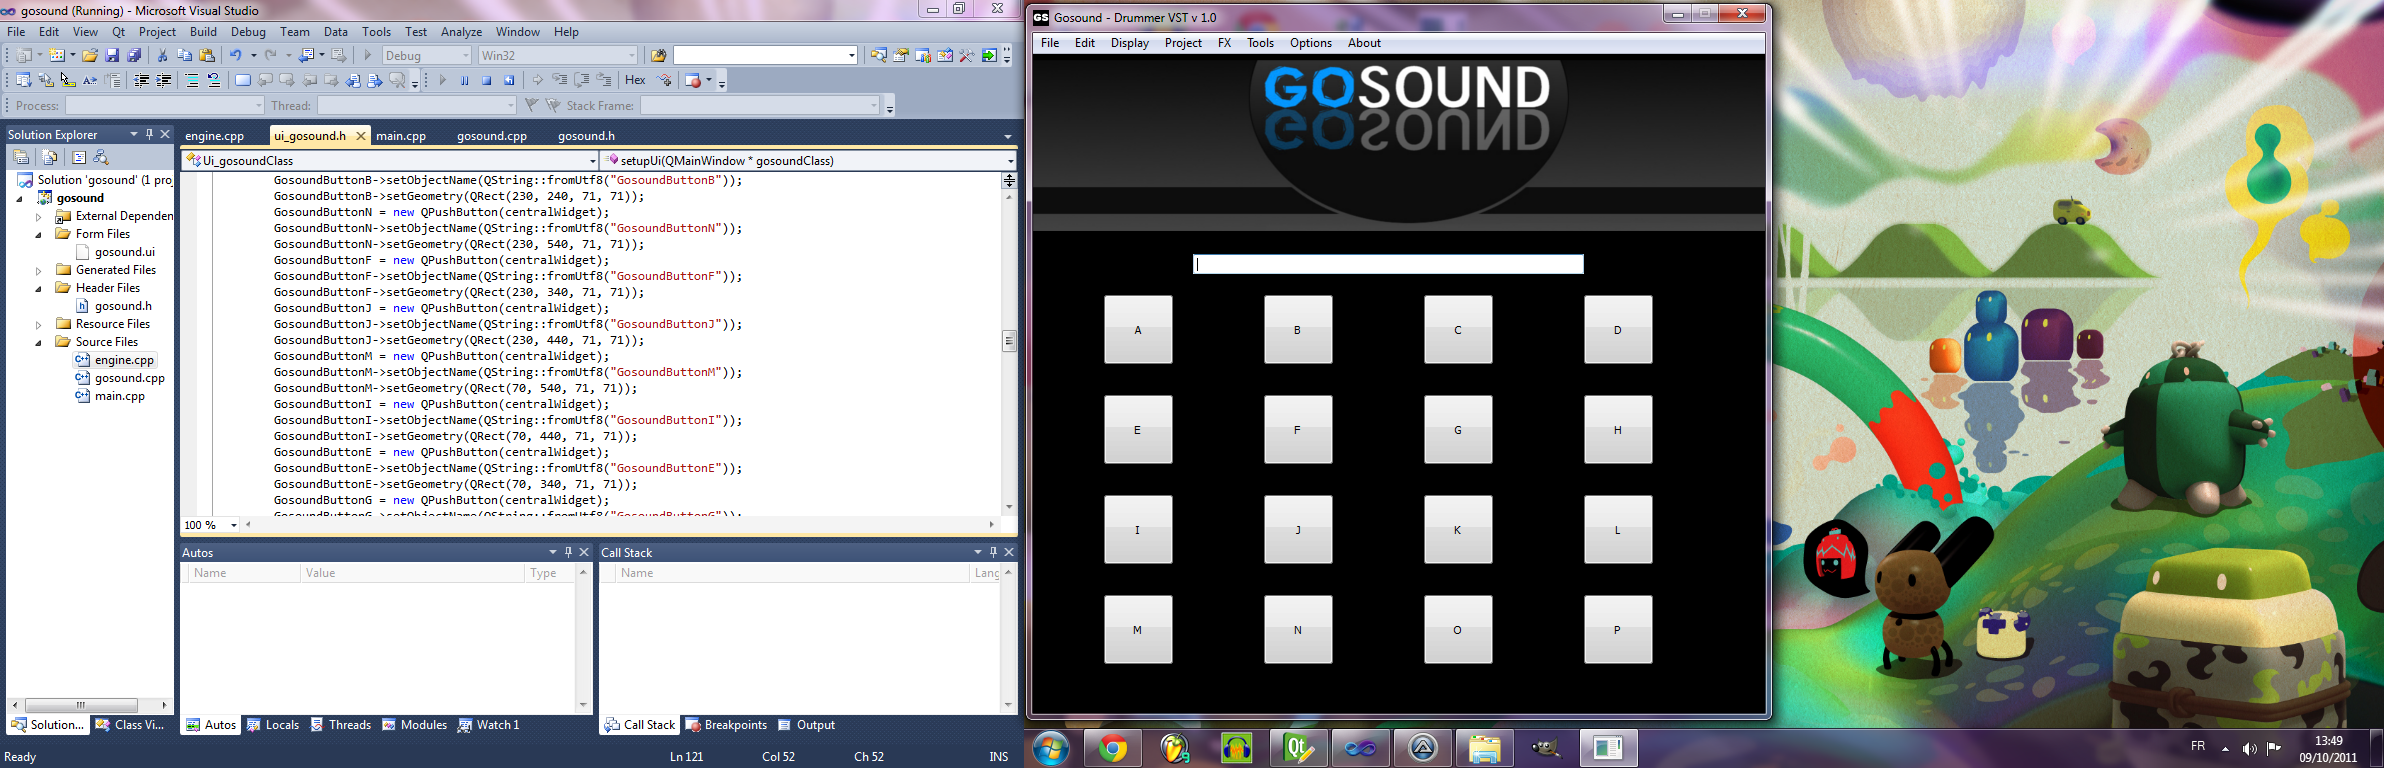 gosound (Running) - Microsoft Visual Studio
File Edit View Qt Project Build Debug Team Data Tools Test Analyze Window Help
Debug Win32
Hex
Process: Thread: Stack Frame:
Solution Explorer
Solution 'gosound' (1 proj
gosound
External Dependen
Form Files
gosound.ui
Generated Files
Header Files
gosound.h
Resource Files
Source Files
engine.cpp
gosound.cpp
main.cpp
Solution... Class Vi...
engine.cpp ui_gosound.h main.cpp gosound.cpp gosound.h
Ui_gosoundClass setupUi(QMainWindow * gosoundClass)
GosoundButtonB->setObjectName(QString::fromUtf8("GosoundButtonB"));
GosoundButtonB->setGeometry(QRect(230, 240, 71, 71));
GosoundButtonN = new QPushButton(centralWidget);
GosoundButtonN->setObjectName(QString::fromUtf8("GosoundButtonN"));
GosoundButtonN->setGeometry(QRect(230, 540, 71, 71));
GosoundButtonF = new QPushButton(centralWidget);
GosoundButtonF->setObjectName(QString::fromUtf8("GosoundButtonF"));
GosoundButtonF->setGeometry(QRect(230, 340, 71, 71));
GosoundButtonJ = new QPushButton(centralWidget);
GosoundButtonJ->setObjectName(QString::fromUtf8("GosoundButtonJ"));
GosoundButtonJ->setGeometry(QRect(230, 440, 71, 71));
GosoundButtonM = new QPushButton(centralWidget);
GosoundButtonM->setObjectName(QString::fromUtf8("GosoundButtonM"));
GosoundButtonM->setGeometry(QRect(70, 540, 71, 71));
GosoundButtonI = new QPushButton(centralWidget);
GosoundButtonI->setObjectName(QString::fromUtf8("GosoundButtonI"));
GosoundButtonI->setGeometry(QRect(70, 440, 71, 71));
GosoundButtonE = new QPushButton(centralWidget);
GosoundButtonE->setObjectName(QString::fromUtf8("GosoundButtonE"));
GosoundButtonE->setGeometry(QRect(70, 340, 71, 71));
GosoundButtonG = new QPushButton(centralWidget);
GosoundButtonG->setObjectName(QString::fromUtf8("GosoundButtonG"));
100 %
Autos
Name Value Type
Autos Locals Threads Modules Watch 1
Call Stack
Name Lang
Call Stack Breakpoints Output
Ready Ln 121 Col 52 Ch 52 INS
GS Gosound - Drummer VST v 1.0
File Edit Display Project FX Tools Options About
GOSOUND
A B C D
E F G H
I J K L
M N O P
Qt
FR 13:49
09/10/2011